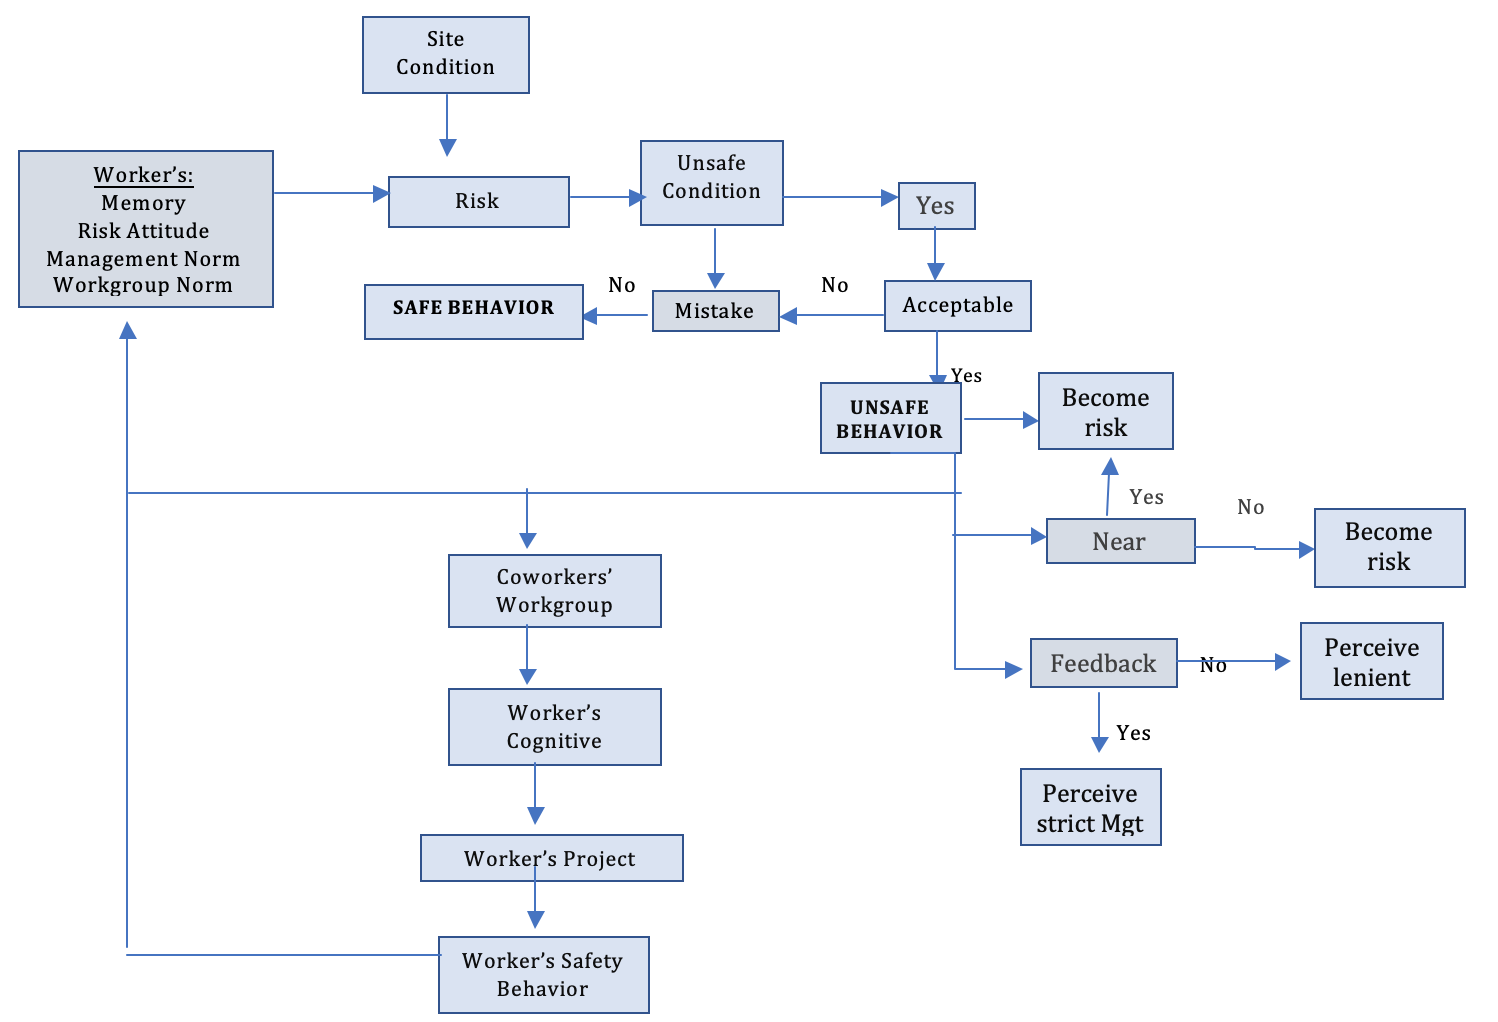 Site
Condition
Worker’s:
Memory
Risk Attitude
Management Norm
Workgroup Norm
Risk
Unsafe
Condition
Yes
SAFE BEHAVIOR
No
Mistake
No
Acceptable
Yes
UNSAFE
BEHAVIOR
Become
risk
Yes
No
Near
Become
risk
Coworkers’
Workgroup
Feedback
No
Perceive
lenient
Worker’s
Cognitive
Yes
Perceive
strict Mgt
Worker’s Project
Worker’s Safety
Behavior